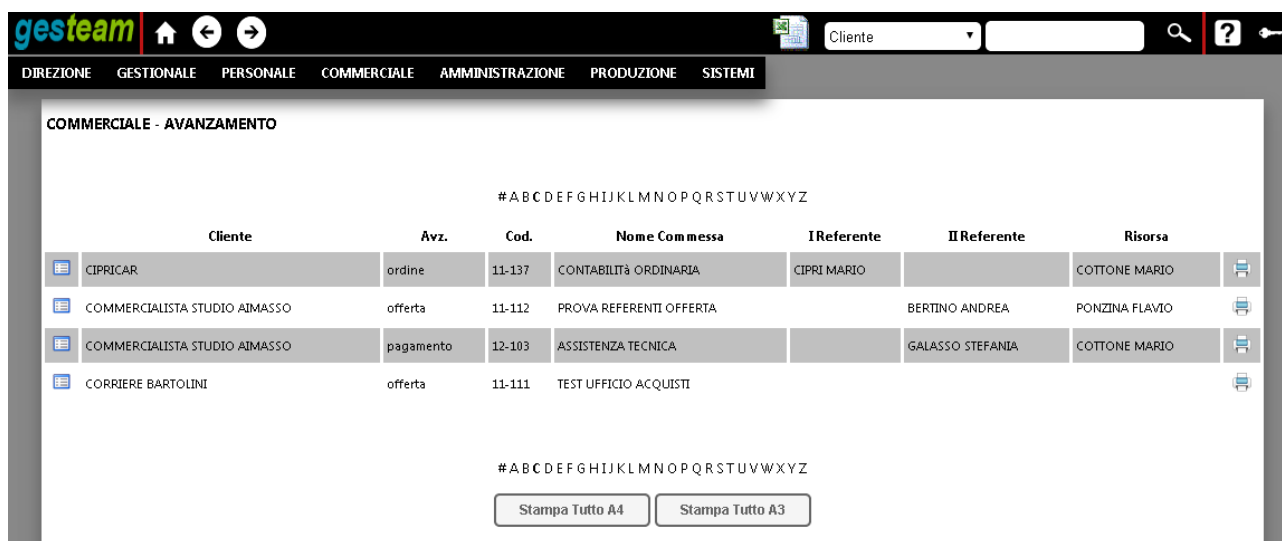 gesteam Cliente ?
DIREZIONE GESTIONALE PERSONALE COMMERCIALE AMMINISTRAZIONE PRODUZIONE SISTEMI
COMMERCIALE - AVANZAMENTO
# A B C D E F G H I J K L M N O P Q R S T U V W X Y Z
Cliente Avz. Cod. Nome Commessa I Referente II Referente Risorsa
CIPRICAR ordine 11-137 CONTABILITà ORDINARIA CIPRI MARIO COTTONE MARIO
COMMERCIALISTA STUDIO AIMASSO offerta 11-112 PROVA REFERENTI OFFERTA BERTINO ANDREA PONZINA FLAVIO
COMMERCIALISTA STUDIO AIMASSO pagamento 12-103 ASSISTENZA TECNICA GALASSO STEFANIA COTTONE MARIO
CORRIERE BARTOLINI offerta 11-111 TEST UFFICIO ACQUISTI
# A B C D E F G H I J K L M N O P Q R S T U V W X Y Z
Stampa Tutto A4 Stampa Tutto A3